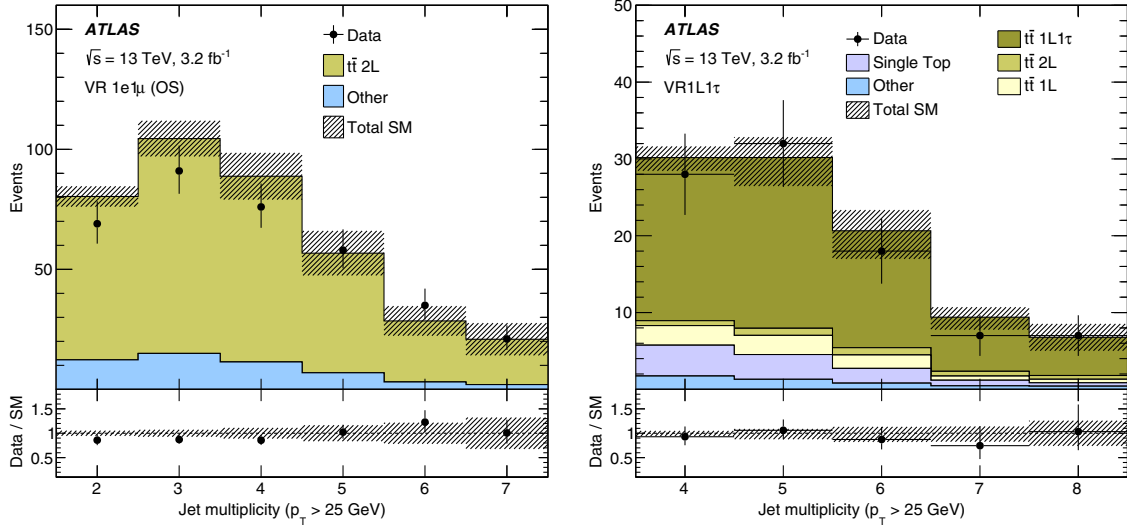 150
100
50
Events
ATLAS
√s = 13 TeV, 3.2 fb⁻¹
VR 1e1μ (OS)
Data
tt̄ 2L
Other
Total SM
1.5
1
0.5
Data / SM
2 3 4 5 6 7
Jet multiplicity (p_T > 25 GeV)
50
40
30
20
10
Events
ATLAS
√s = 13 TeV, 3.2 fb⁻¹
VR1L1τ
Data
Single Top
Other
Total SM
tt̄ 1L1τ
tt̄ 2L
tt̄ 1L
1.5
1
0.5
Data / SM
4 5 6 7 8
Jet multiplicity (p_T > 25 GeV)